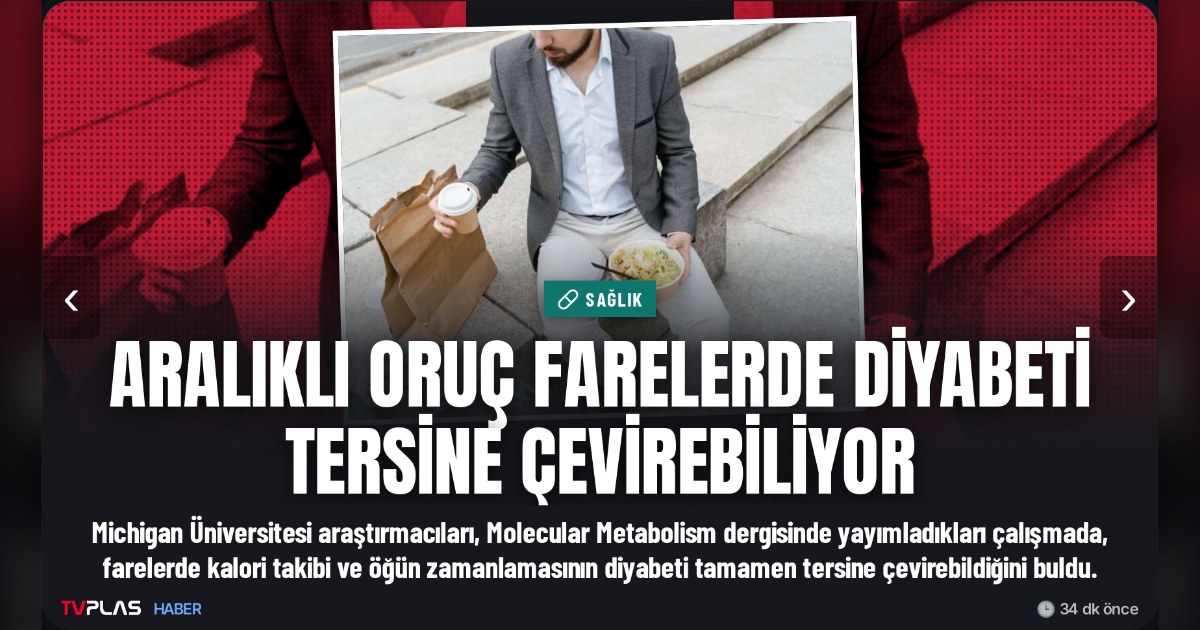 SAĞLIK
ARALIKLI ORUÇ FARELERDE DİYABETİ
TERSİNE ÇEVİREBİLİYOR
Michigan Üniversitesi araştırmacıları, Molecular Metabolism dergisinde yayımladıkları çalışmada,
farelerde kalori takibi ve öğün zamanlamasının diyabeti tamamen tersine çevirebildiğini buldu.
TVPLAS HABER
34 dk önce